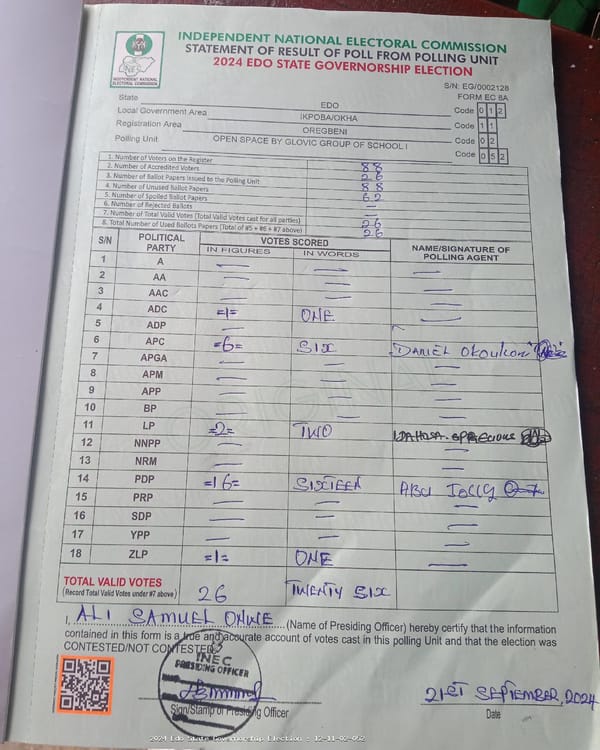 INDEPENDENT NATIONAL ELECTORAL COMMISSION
STATEMENT OF RESULT OF POLL FROM POLLING UNIT
2024 EDO STATE GOVERNORSHIP ELECTION
INDEPENDENT NATIONAL ELECTORAL COMMISSION
S/N: EG/0002128
FORM EC 8A
State EDO Code 0 1 2
Local Government Area IKPOBA/OKHA Code 1 1
Registration Area OREGBENI Code 0 2
Polling Unit OPEN SPACE BY GLOVIC GROUP OF SCHOOL I Code 0 5 2
1. Number of Voters on the Register 88
2. Number of Accredited Voters 26
3. Number of Ballot Papers Issued to the Polling Unit 88
4. Number of Unused Ballot Papers 62
5. Number of Spoiled Ballot Papers —
6. Number of Rejected Ballots —
7. Number of Total Valid Votes (Total Valid Votes cast for all parties) 26
8. Total Number of Used Ballots Papers (Total of #5 + #6 + #7 above) 26
S/N POLITICAL PARTY VOTES SCORED NAME/SIGNATURE OF POLLING AGENT
IN FIGURES IN WORDS
1 A — — —
2 AA — — —
3 AAC — — —
4 ADC =1= ONE —
5 ADP — —
6 APC =6= SIX DANIEL
7 APGA — — —
8 APM — — —
9 APP — — —
10 BP — — —
11 LP =2= TWO
12 NNPP — — —
13 NRM — — —
14 PDP =16= SIXTEEN ABU JOLLY
15 PRP — — —
16 SDP — — —
17 YPP — — —
18 ZLP =1= ONE —
TOTAL VALID VOTES
(Record Total Valid Votes under #7 above) 26 TWENTY SIX
I, ALI SAMUEL ONWE (Name of Presiding Officer) hereby certify that the information
contained in this form is a true and accurate account of votes cast in this polling Unit and that the election was
CONTESTED/NOT CONTESTED
INEC
PRESIDING OFFICER
21ST SEPTEMBER, 2024
Sign/Stamp of Presiding Officer Date
2024 Edo State Governorship Election : 12-11-02-052